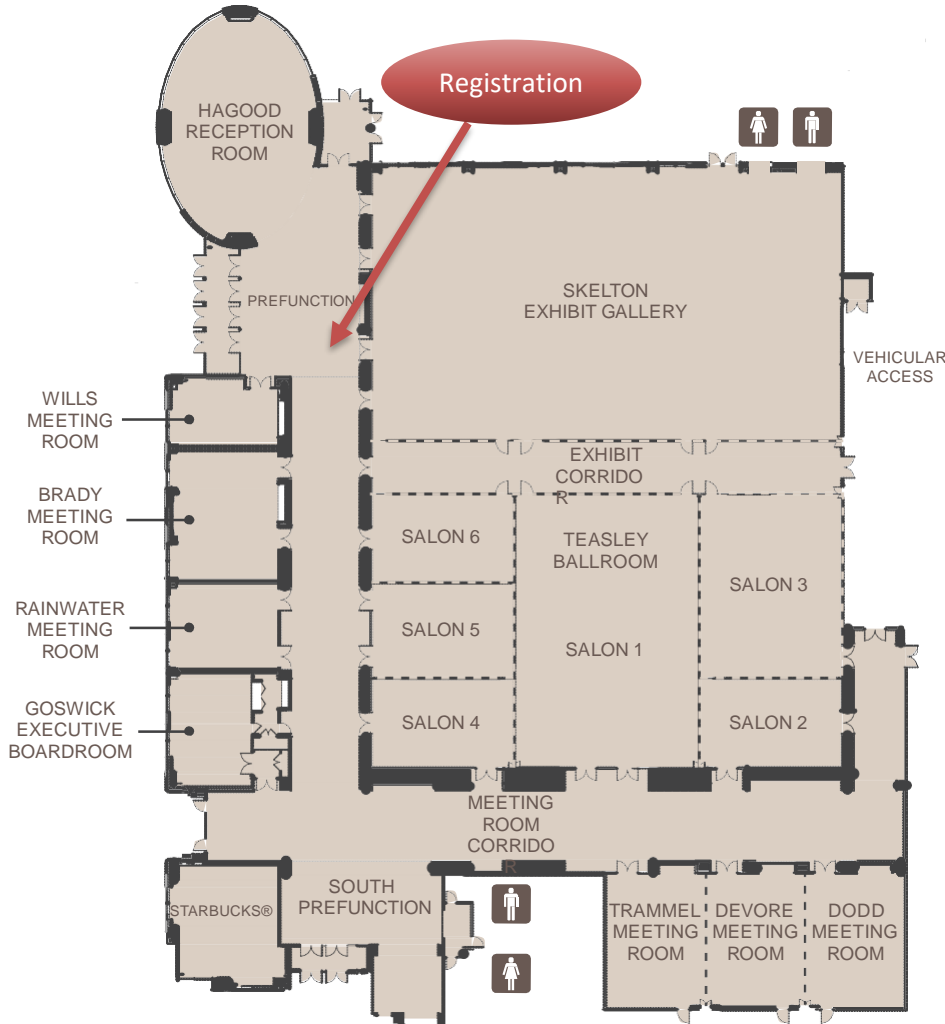 Registration
HAGOOD
RECEPTION
ROOM
SKELTON
EXHIBIT GALLERY
PREFUNCTION
VEHICULAR
ACCESS
WILLS
MEETING
ROOM
EXHIBIT
CORRIDO
R
BRADY
MEETING
ROOM
SALON 6
TEASLEY
BALLROOM
SALON 3
RAINWATER
MEETING
ROOM
SALON 5
SALON 1
GOSWICK
EXECUTIVE
BOARDROOM
SALON 4
SALON 2
MEETING
ROOM
CORRIDO
R
SOUTH
PREFUNCTION
STARBUCKS®
TRAMMEL
MEETING
ROOM
DEVORE
MEETING
ROOM
DODD
MEETING
ROOM